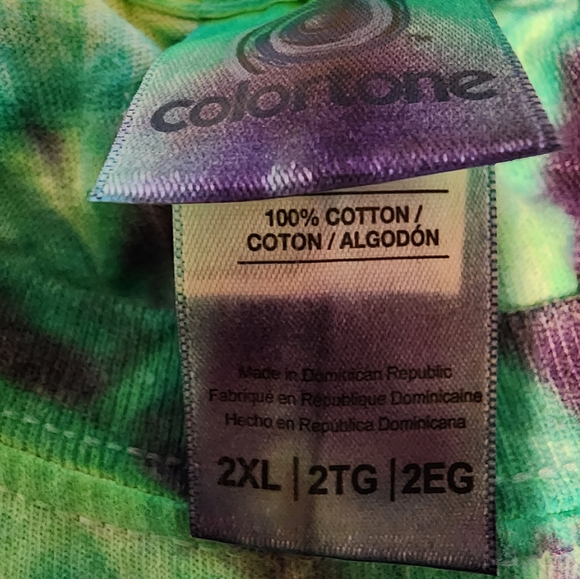 colortone
100% COTTON /
COTON / ALGODÓN
Made in Dominican Republic
Fabriqué en République Dominicaine
Hecho en República Dominicana
2XL | 2TG | 2EG